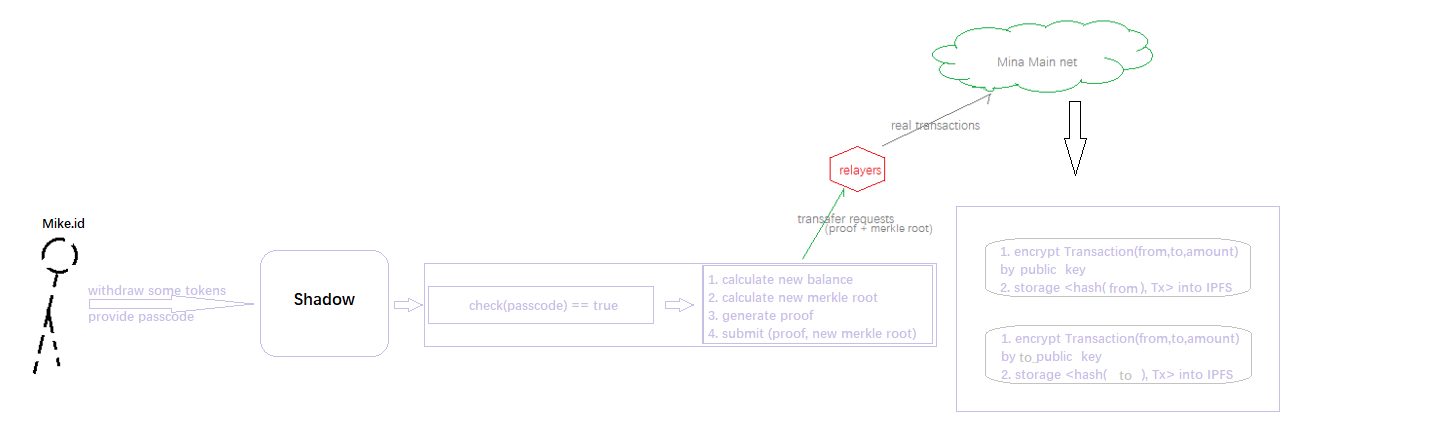 Mina Main net
real transactions
relayers
transafer requests
(proof + merkle root)
Mike.id
withdraw some tokens
provide passcode
Shadow
check(passcode) == true
1. calculate new balance
2. calculate new merkle root
3. generate proof
4. submit (proof, new merkle root)
1. encrypt Transaction(from,to,amount)
by public key
2. storage <hash( from ), Tx> into IPFS
1. encrypt Transaction(from,to,amount)
by to_public key
2. storage <hash( to ), Tx> into IPFS